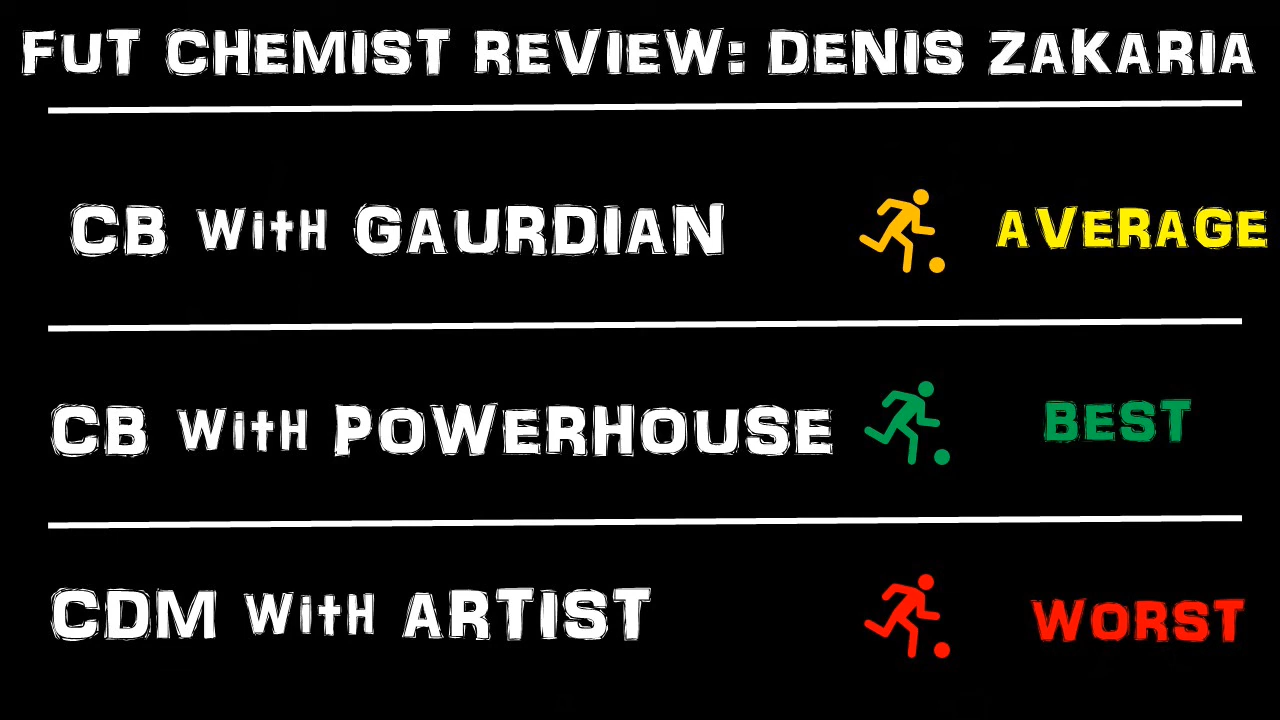 FUT CHEMIST REVIEW: DENIS ZAKARIA
CB WitH GAURDIAN AVERAGE
CB WitH POWERHOUSE BEST
CDM WitH ARTIST WORST